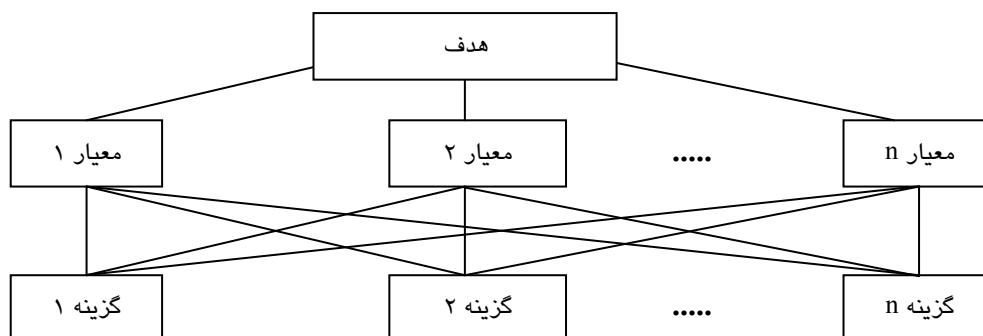 هدف
معیار ۱
معیار ۲
.....
معیار n
گزینه ۱
گزینه ۲
.....
گزینه n